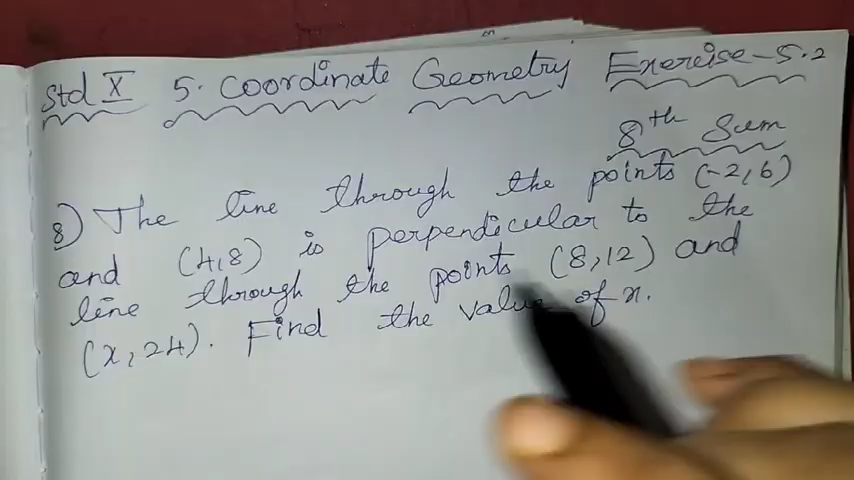 Std X 5. Coordinate Geometry Exercise-5.2
8th Sum
8) The line through the points (-2,6)
and (4,8) is perpendicular to the
line through the points (8,12) and
(x,24). Find the value of x.